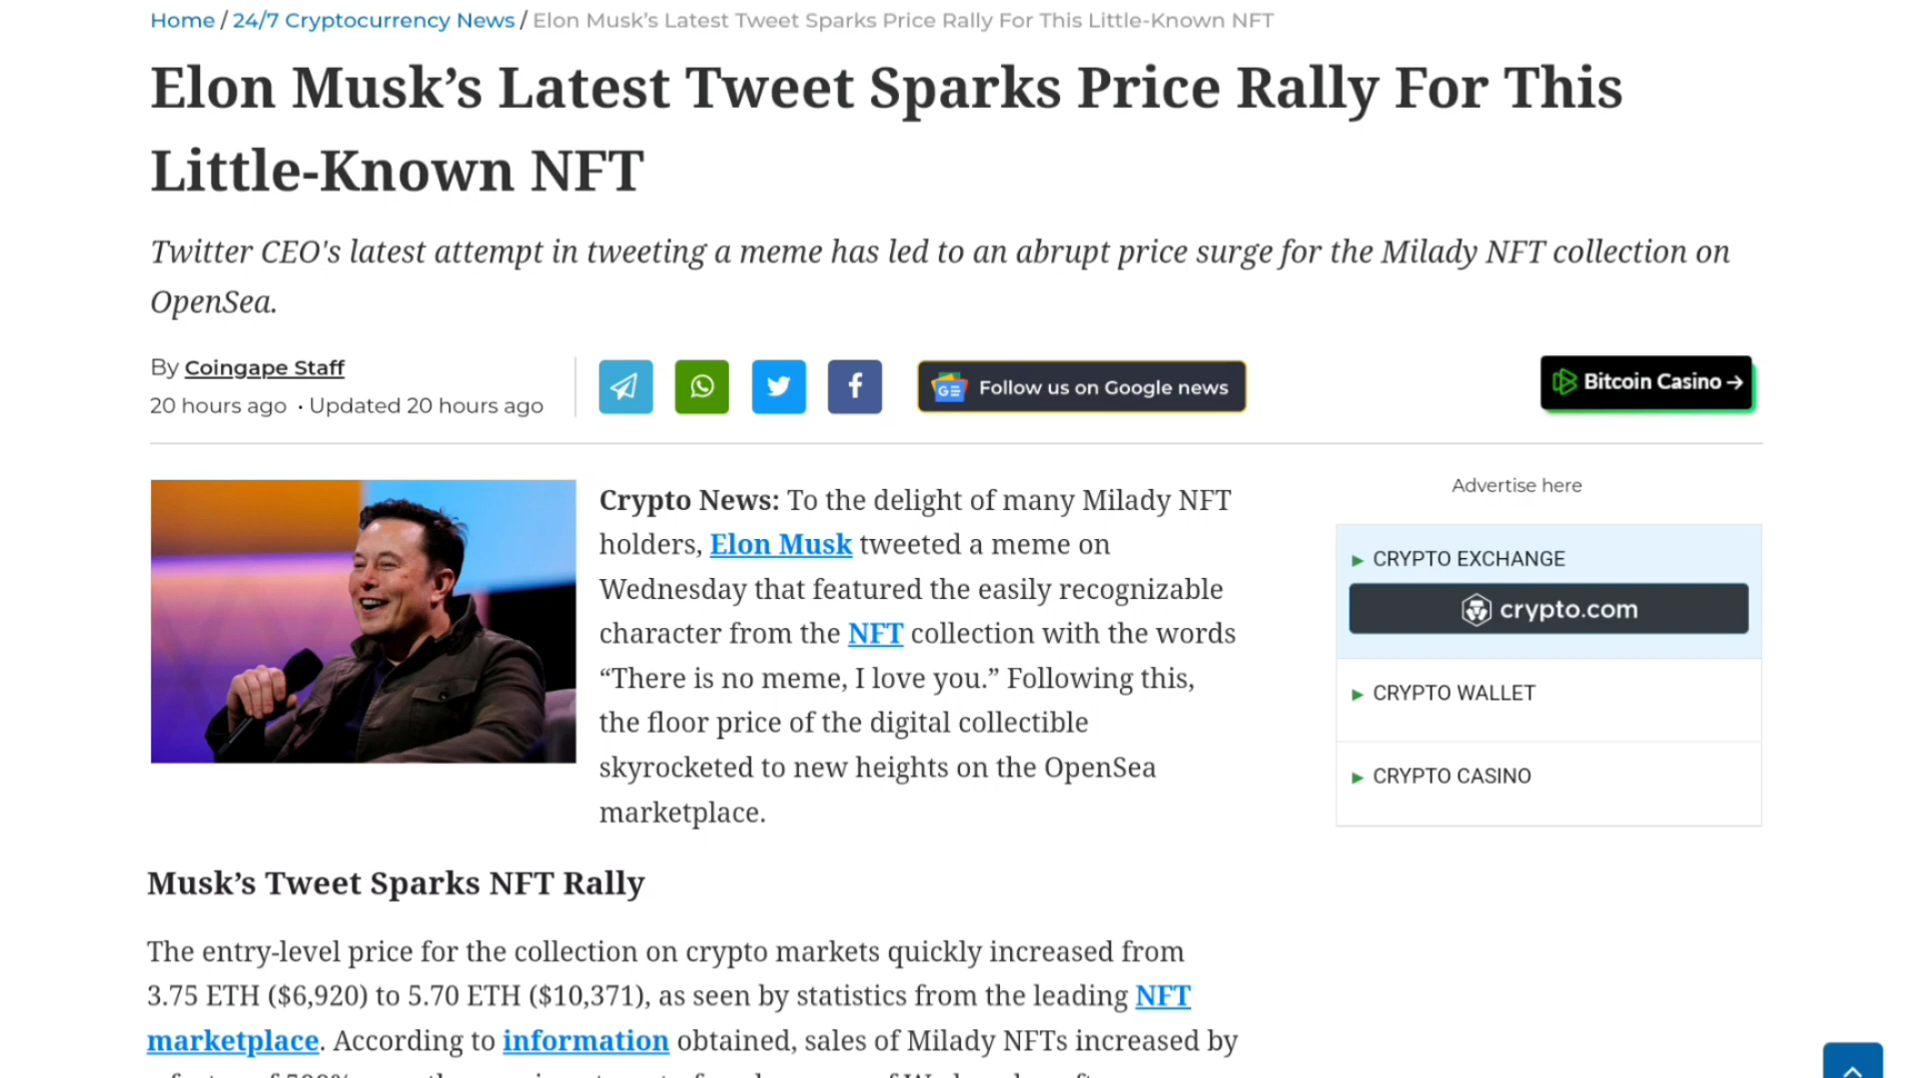 Home / 24/7 Cryptocurrency News / Elon Musk’s Latest Tweet Sparks Price Rally For This Little-Known NFT
Elon Musk’s Latest Tweet Sparks Price Rally For This
Little-Known NFT
Twitter CEO's latest attempt in tweeting a meme has led to an abrupt price surge for the Milady NFT collection on
OpenSea.
By Coingape Staff
20 hours ago • Updated 20 hours ago
GE Follow us on Google news
Bitcoin Casino →
Crypto News: To the delight of many Milady NFT
holders, Elon Musk tweeted a meme on
Wednesday that featured the easily recognizable
character from the NFT collection with the words
“There is no meme, I love you.” Following this,
the floor price of the digital collectible
skyrocketed to new heights on the OpenSea
marketplace.
Advertise here
► CRYPTO EXCHANGE
crypto.com
► CRYPTO WALLET
► CRYPTO CASINO
Musk’s Tweet Sparks NFT Rally
The entry-level price for the collection on crypto markets quickly increased from
3.75 ETH ($6,920) to 5.70 ETH ($10,371), as seen by statistics from the leading NFT
marketplace. According to information obtained, sales of Milady NFTs increased by